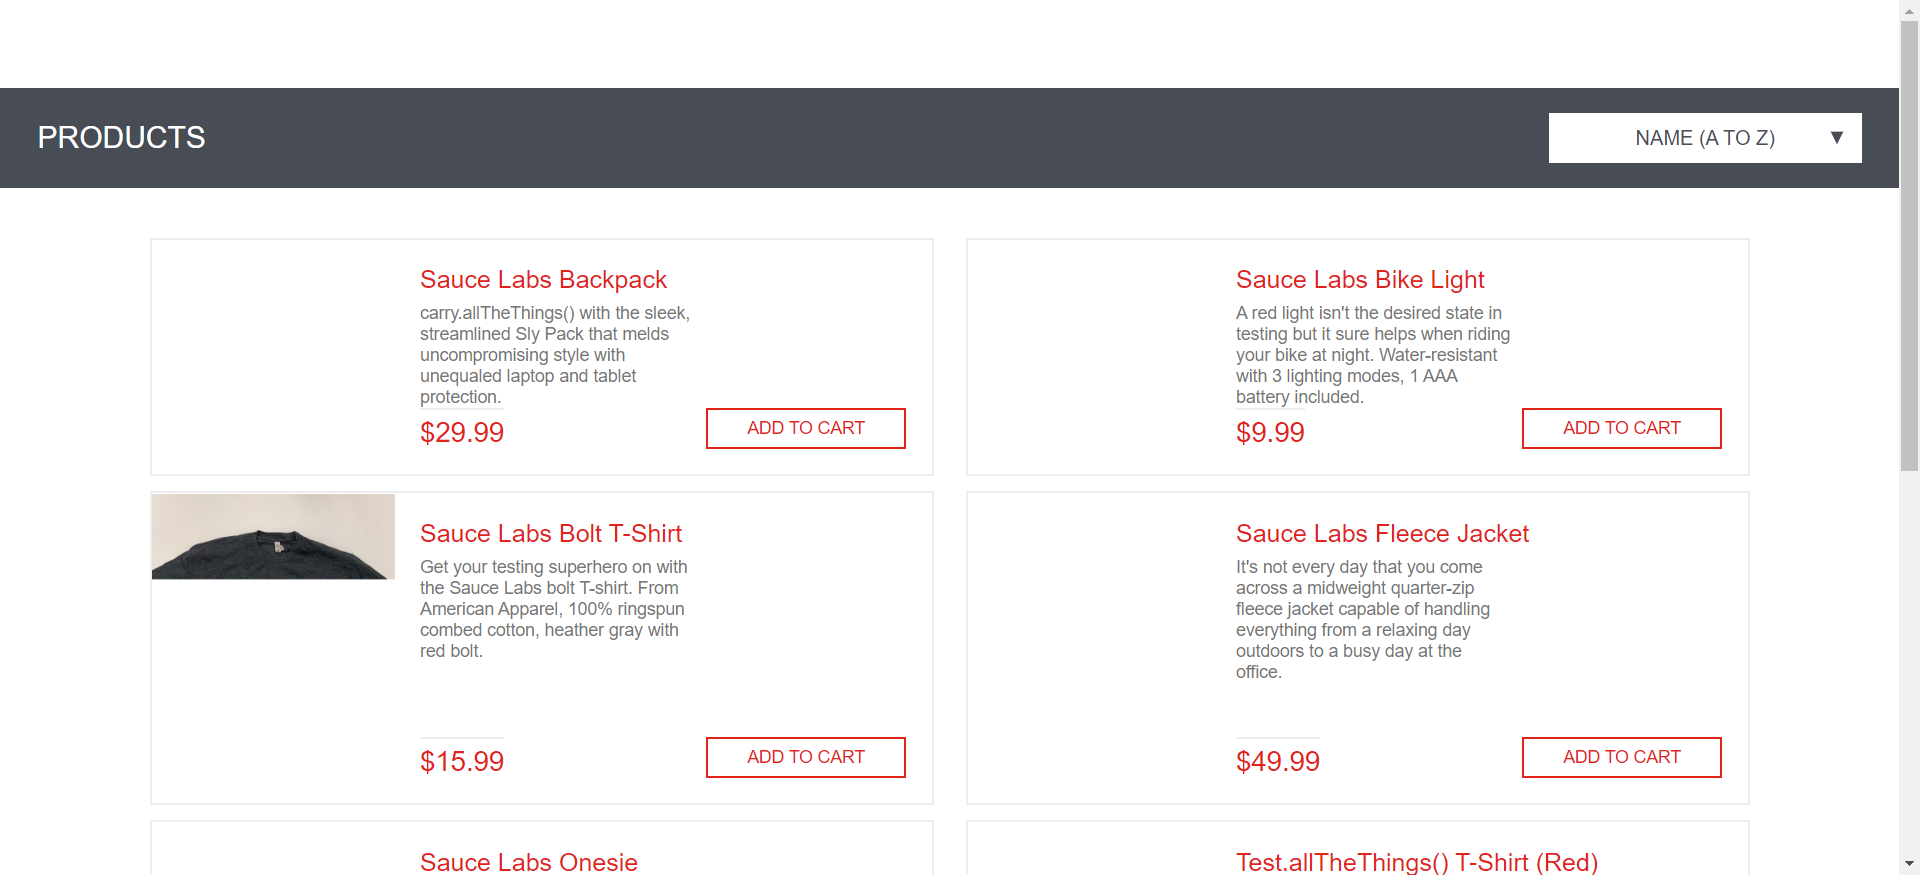 PRODUCTS
NAME (A TO Z) ▼
Sauce Labs Backpack
carry.allTheThings() with the sleek,
streamlined Sly Pack that melds
uncompromising style with
unequaled laptop and tablet
protection.
$29.99
ADD TO CART
Sauce Labs Bike Light
A red light isn't the desired state in
testing but it sure helps when riding
your bike at night. Water-resistant
with 3 lighting modes, 1 AAA
battery included.
$9.99
ADD TO CART
Sauce Labs Bolt T-Shirt
Get your testing superhero on with
the Sauce Labs bolt T-shirt. From
American Apparel, 100% ringspun
combed cotton, heather gray with
red bolt.
$15.99
ADD TO CART
Sauce Labs Fleece Jacket
It's not every day that you come
across a midweight quarter-zip
fleece jacket capable of handling
everything from a relaxing day
outdoors to a busy day at the
office.
$49.99
ADD TO CART
Sauce Labs Onesie
Test.allTheThings() T-Shirt (Red)